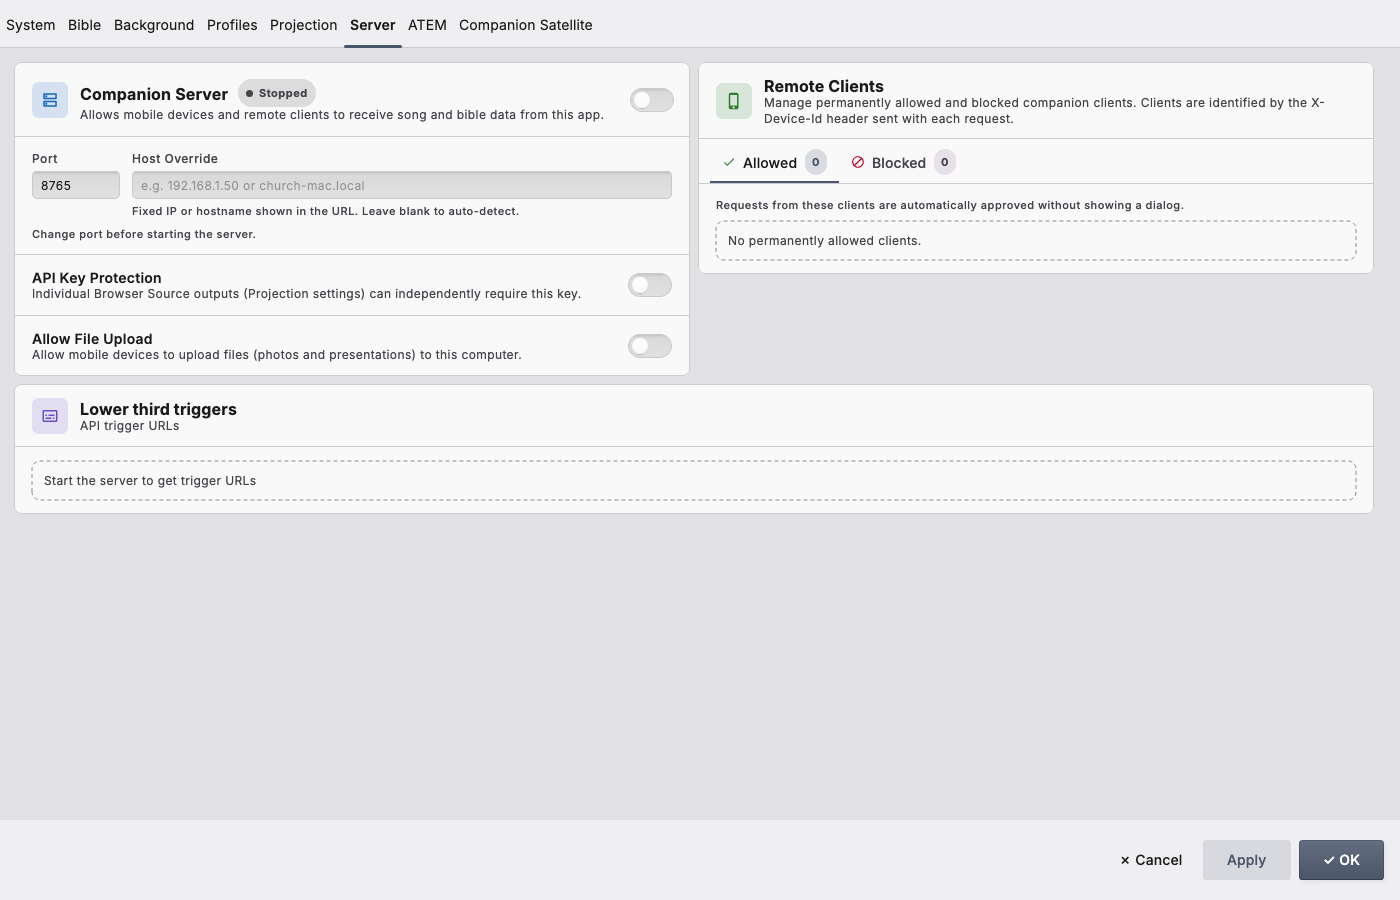 System Bible Background Profiles Projection Server ATEM Companion Satellite
Companion Server Stopped
Allows mobile devices and remote clients to receive song and bible data from this app.
Port Host Override
8765 e.g. 192.168.1.50 or church-mac.local
Fixed IP or hostname shown in the URL. Leave blank to auto-detect.
Change port before starting the server.
API Key Protection
Individual Browser Source outputs (Projection settings) can independently require this key.
Allow File Upload
Allow mobile devices to upload files (photos and presentations) to this computer.
Remote Clients
Manage permanently allowed and blocked companion clients. Clients are identified by the X-
Device-Id header sent with each request.
Allowed 0 Blocked 0
Requests from these clients are automatically approved without showing a dialog.
No permanently allowed clients.
Lower third triggers
API trigger URLs
Start the server to get trigger URLs
Cancel Apply OK